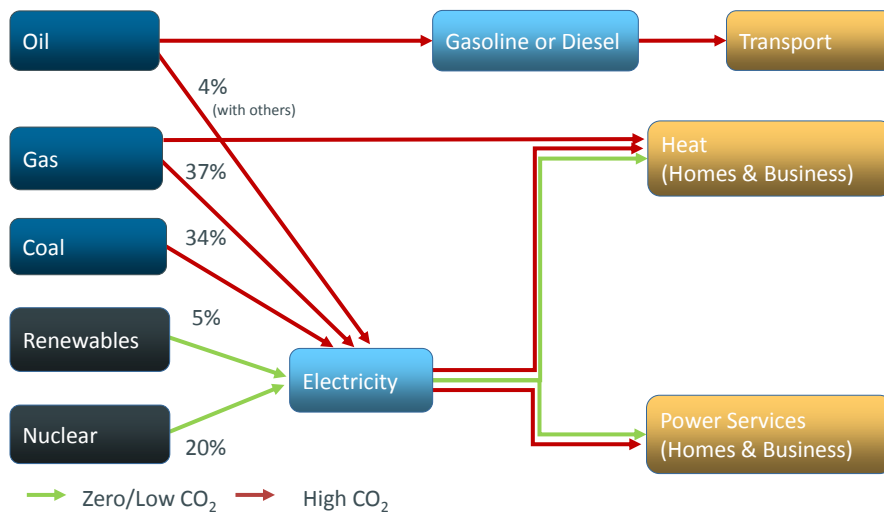 Oil
Gasoline or Diesel
Transport
4%
(with others)
Gas
37%
Heat
(Homes & Business)
Coal
34%
Renewables
5%
Electricity
Nuclear
20%
Power Services
(Homes & Business)
Zero/Low CO₂
High CO₂